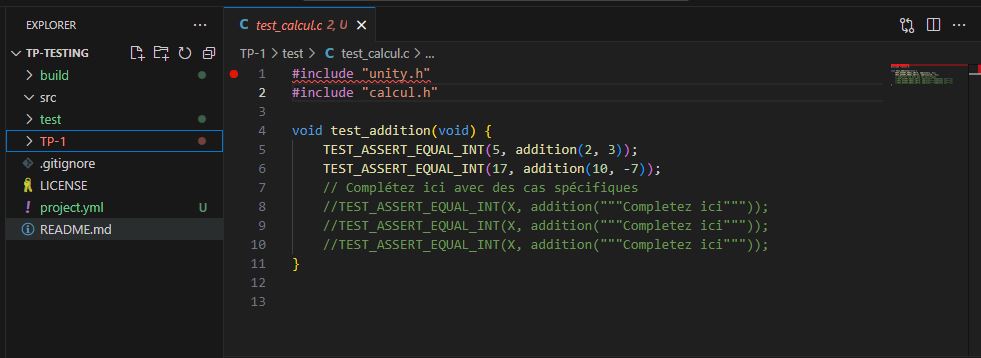 EXPLORER
TP-TESTING
build
src
test
TP-1
.gitignore
LICENSE
project.yml U
README.md
test_calcul.c 2, U
TP-1 > test > test_calcul.c > ...
1 #include "unity.h"
2 #include "calcul.h"
3
4 void test_addition(void) {
5 TEST_ASSERT_EQUAL_INT(5, addition(2, 3));
6 TEST_ASSERT_EQUAL_INT(17, addition(10, -7));
7 // Complétez ici avec des cas spécifiques
8 //TEST_ASSERT_EQUAL_INT(X, addition("""Completez ici"""));
9 //TEST_ASSERT_EQUAL_INT(X, addition("""Completez ici"""));
10 //TEST_ASSERT_EQUAL_INT(X, addition("""Completez ici"""));
11 }
12
13